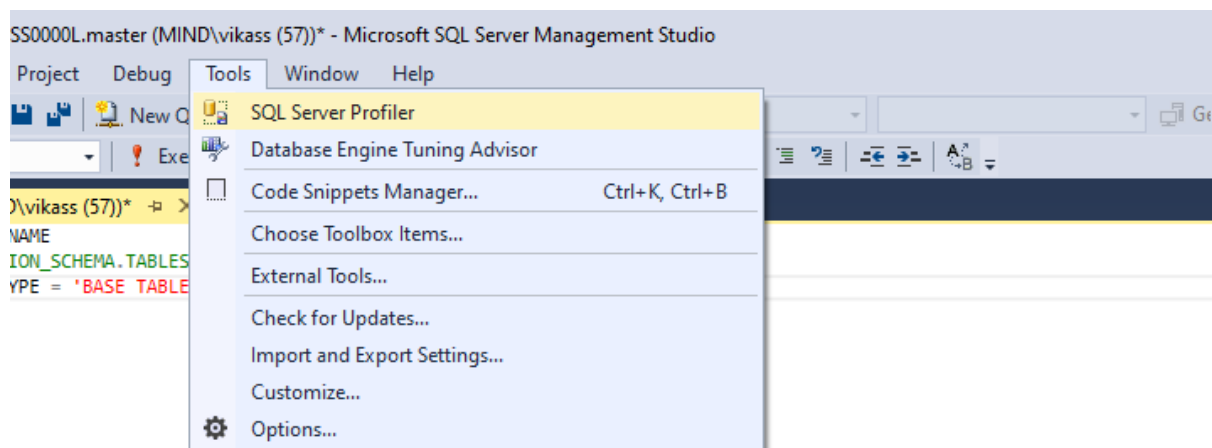 SS0000L.master (MIND\vikass (57))* - Microsoft SQL Server Management Studio
Project Debug Tools Window Help
New Q
SQL Server Profiler
Ge
Exe
Database Engine Tuning Advisor
Code Snippets Manager... Ctrl+K, Ctrl+B
D\vikass (57))*
Choose Toolbox Items...
NAME
ION_SCHEMA.TABLES
External Tools...
YPE = 'BASE TABLE
Check for Updates...
Import and Export Settings...
Customize...
Options...